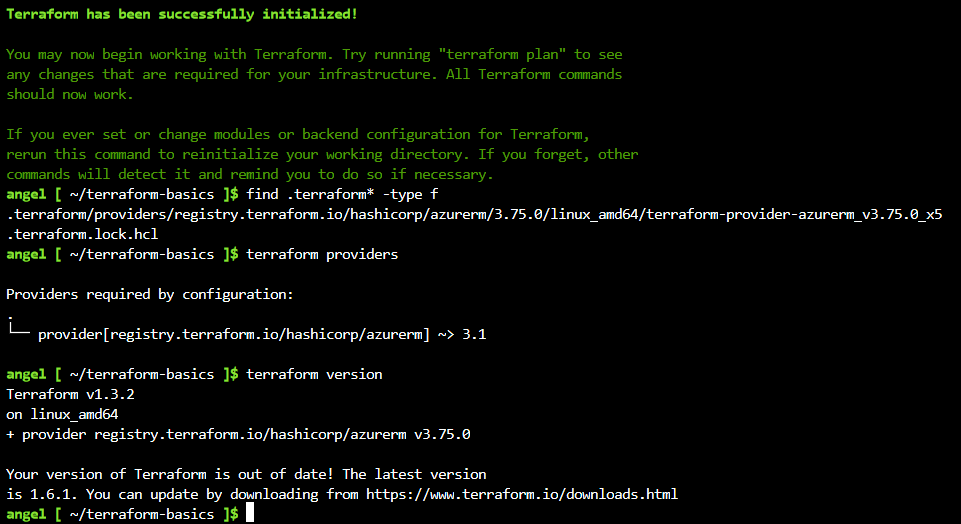 Terraform has been successfully initialized!
You may now begin working with Terraform. Try running "terraform plan" to see
any changes that are required for your infrastructure. All Terraform commands
should now work.
If you ever set or change modules or backend configuration for Terraform,
rerun this command to reinitialize your working directory. If you forget, other
commands will detect it and remind you to do so if necessary.
angel [ ~/terraform-basics ]$ find .terraform* -type f
.terraform/providers/registry.terraform.io/hashicorp/azurerm/3.75.0/linux_amd64/terraform-provider-azurerm_v3.75.0_x5
.terraform.lock.hcl
angel [ ~/terraform-basics ]$ terraform providers
Providers required by configuration:
.
└── provider[registry.terraform.io/hashicorp/azurerm] ~> 3.1
angel [ ~/terraform-basics ]$ terraform version
Terraform v1.3.2
on linux_amd64
+ provider registry.terraform.io/hashicorp/azurerm v3.75.0
Your version of Terraform is out of date! The latest version
is 1.6.1. You can update by downloading from https://www.terraform.io/downloads.html
angel [ ~/terraform-basics ]$